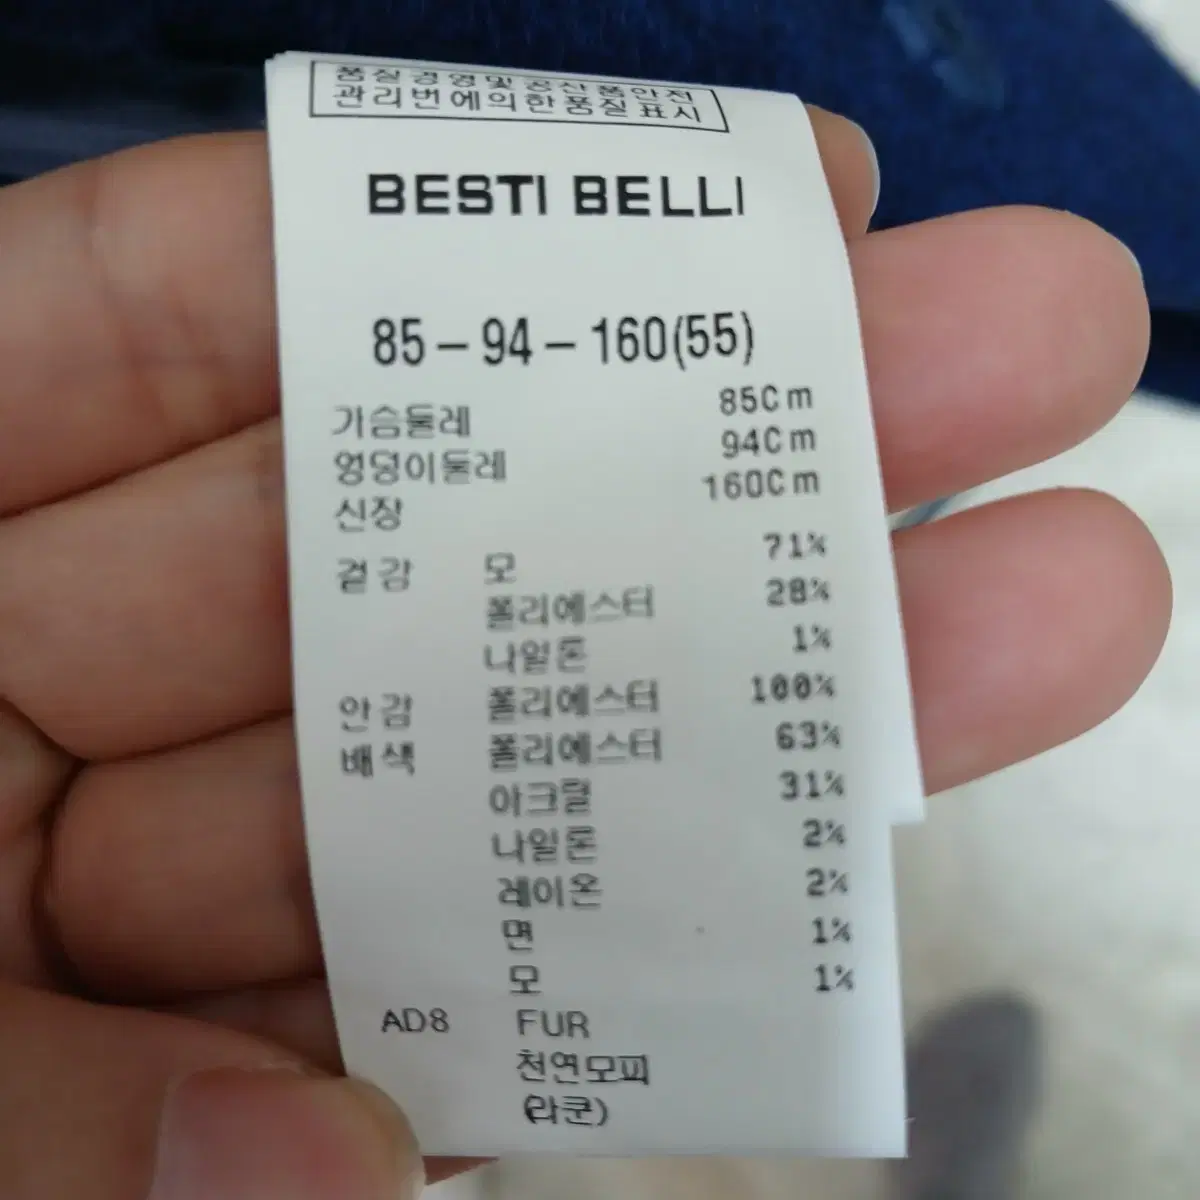 품질경영및공산품안전
관리번에의한품질표시
BESTI BELLI
85-94-160(55)
가슴둘레 85Cm
엉덩이둘레 94Cm
신장 160Cm
겉감 모 71%
폴리에스터 28%
나일론 1%
안감 폴리에스터 100%
배색 폴리에스터 63%
아크릴 31%
나일론 2%
레이온 2%
면 1%
모 1%
AD8 FUR
천연모피
(라쿤)